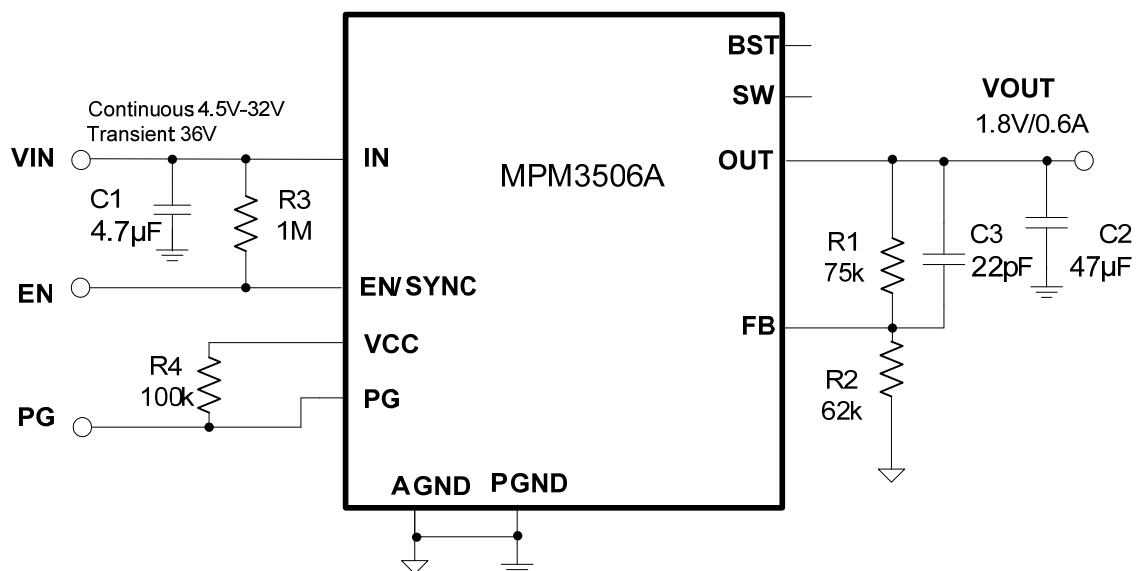 Continuous 4.5V-32V
Transient 36V
VIN
C1
4.7µF
R3
1M
EN
R4
100k
PG
IN
EN/SYNC
VCC
PG
AGND
PGND
MPM3506A
BST
SW
OUT
FB
VOUT
1.8V/0.6A
R1
75k
C3
22pF
C2
47µF
R2
62k